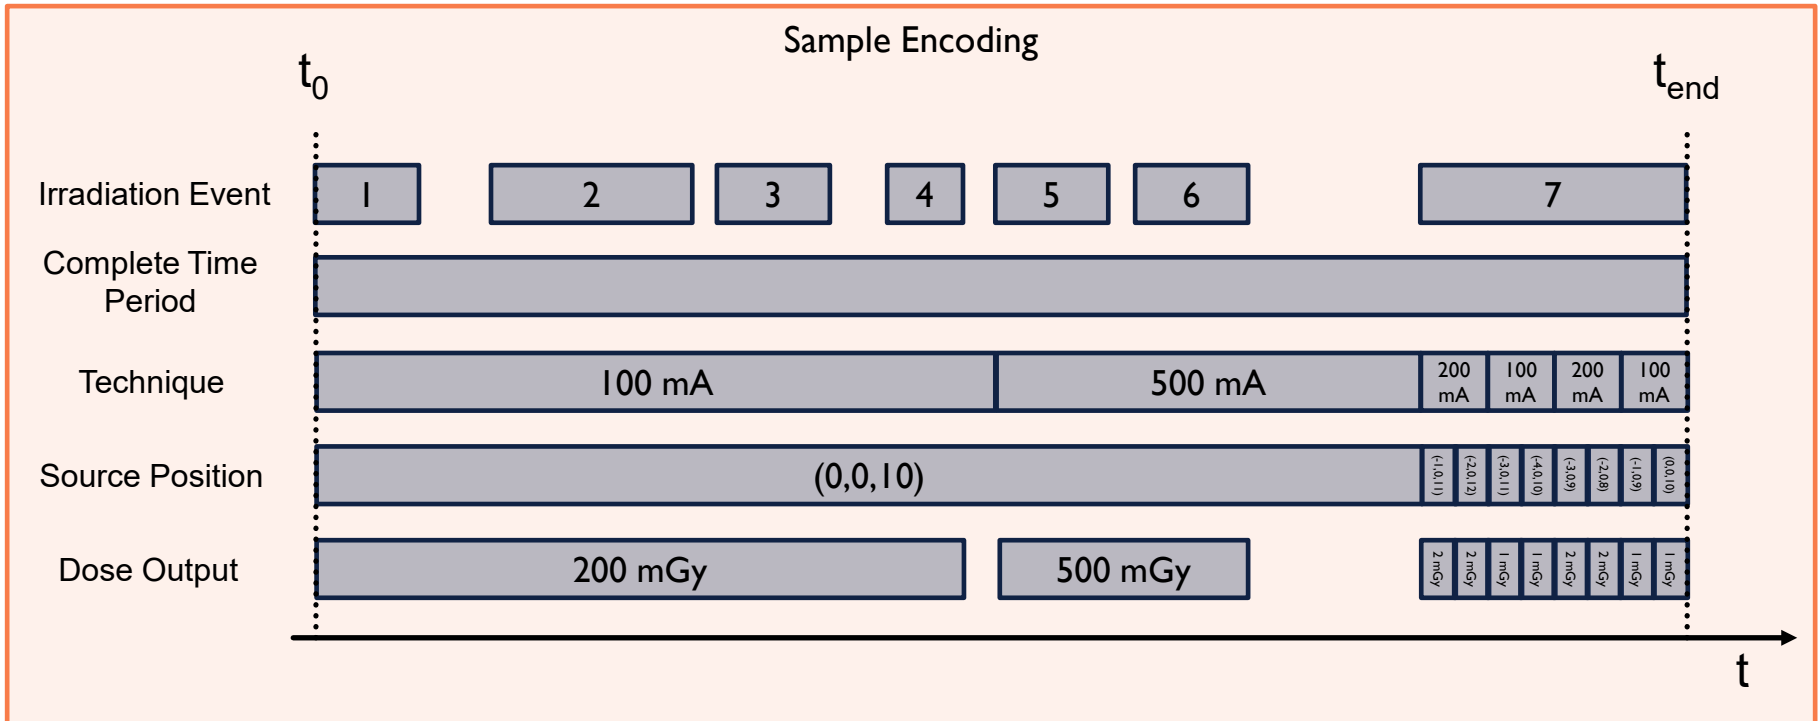 Sample Encoding
t0
tend
Irradiation Event
1
2
3
4
5
6
7
Complete Time
Period
Technique
100 mA
500 mA
200
mA
100
mA
200
mA
100
mA
Source Position
(0,0,10)
(-1,0,11)
(-2,0,12)
(-3,0,11)
(-4,0,10)
(-3,0,9)
(-2,0,8)
(-1,0,9)
(0,0,10)
Dose Output
200 mGy
500 mGy
2 mGy
2 mGy
1 mGy
1 mGy
2 mGy
2 mGy
1 mGy
1 mGy
t